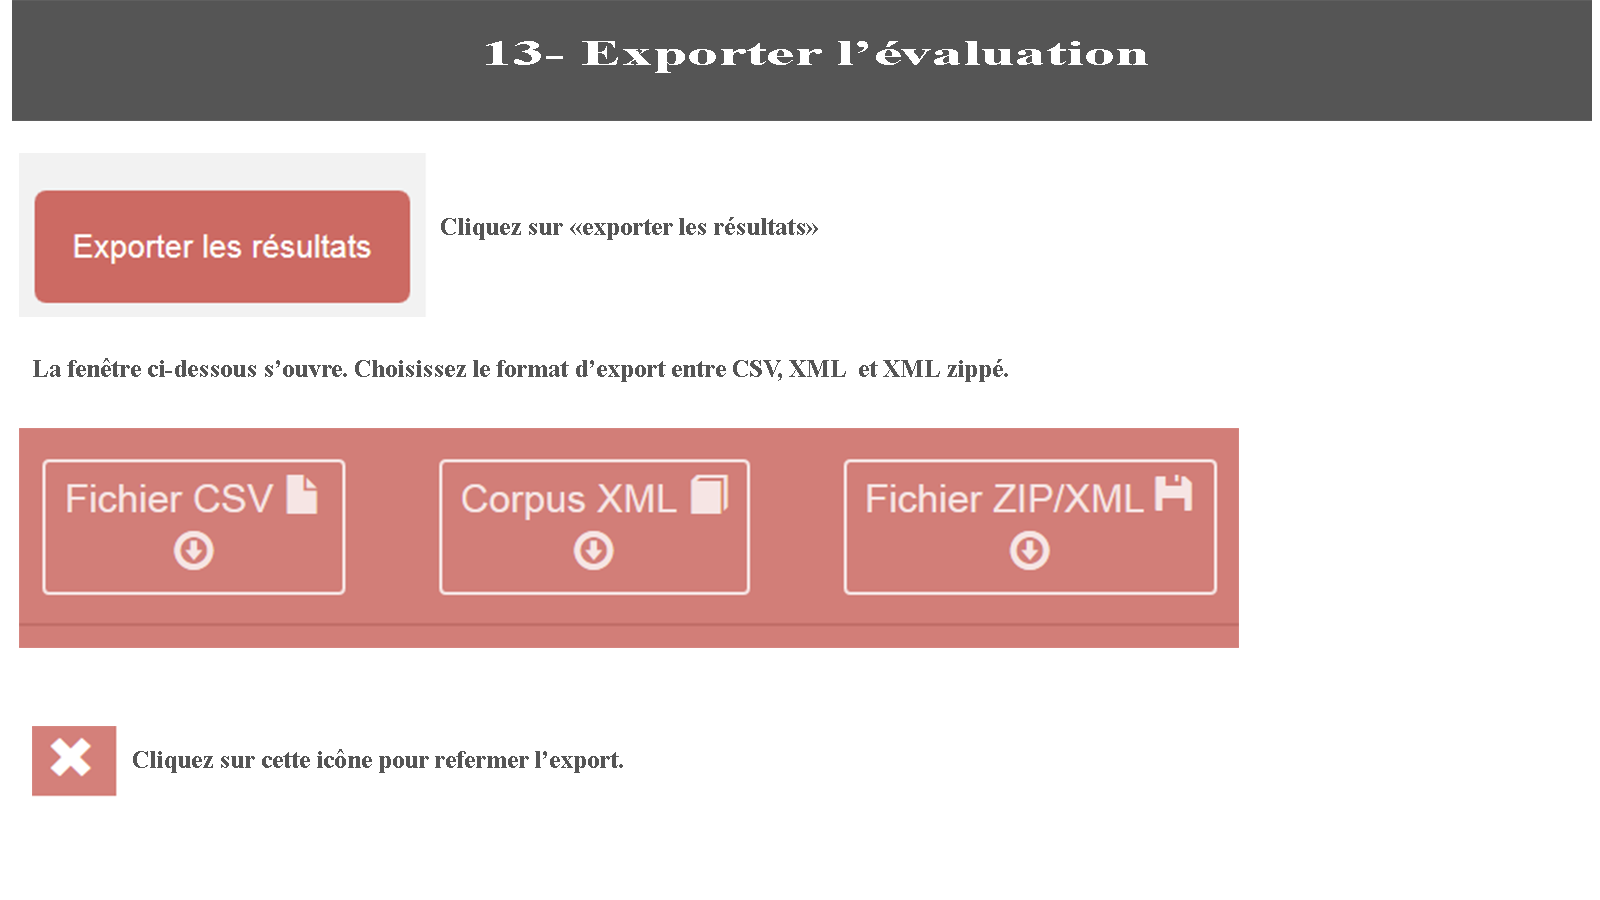 13- Exporter l’évaluation
Exporter les résultats
Cliquez sur «exporter les résultats»
La fenêtre ci-dessous s’ouvre. Choisissez le format d’export entre CSV, XML  et XML zippé.
Fichier CSV
Corpus XML
Fichier ZIP/XML
Cliquez sur cette icône pour refermer l’export.